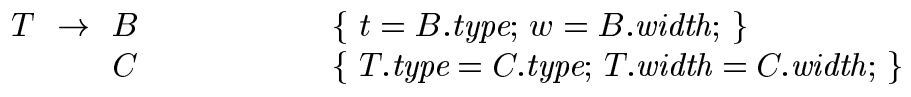 T → B { t = B.type; w = B.width; }
C { T.type = C.type; T.width = C.width; }